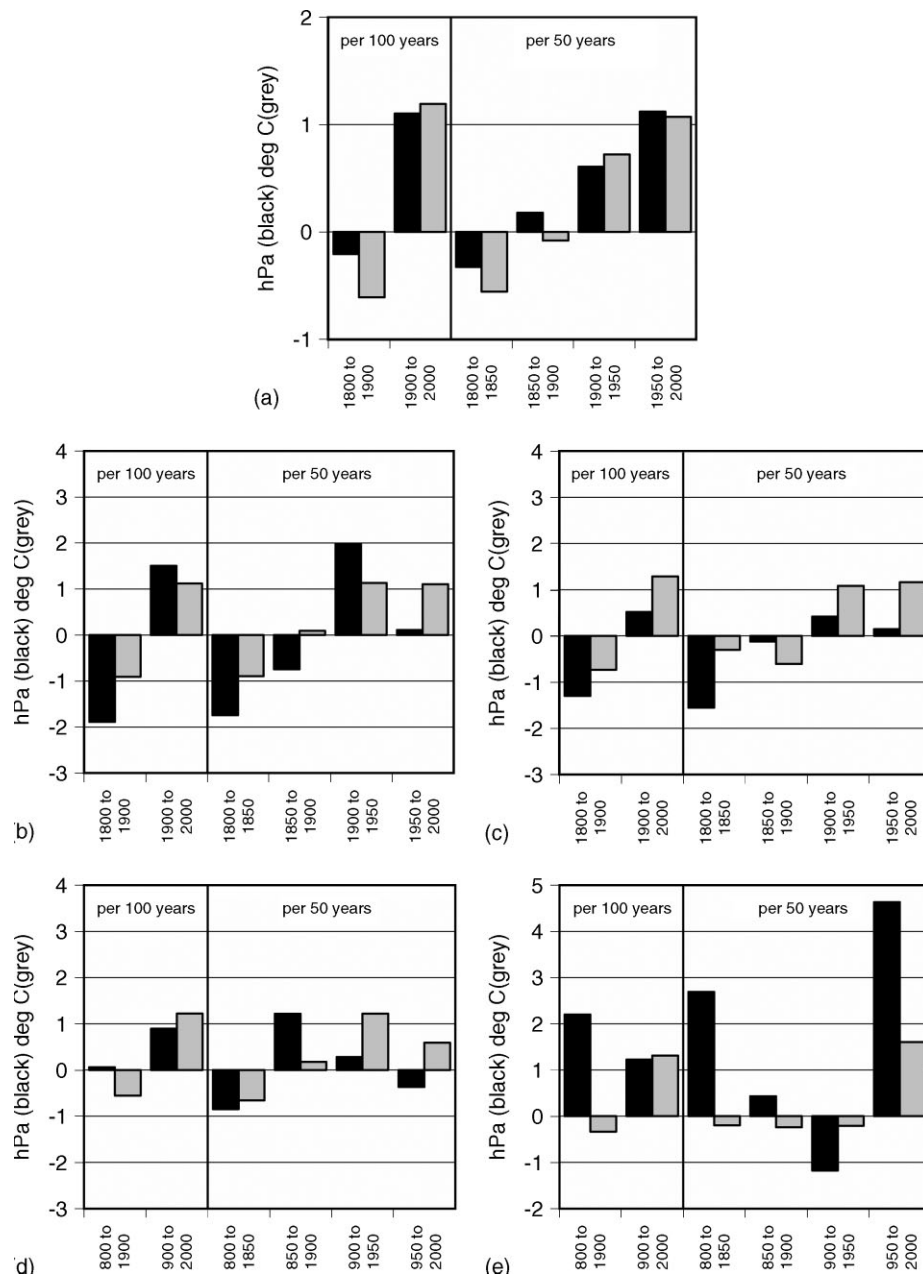 2
per 100 years
per 50 years
1
0
-1
hPa (black) deg C(grey)
1800 to
1900
1900 to
2000
1800 to
1850
1850 to
1900
1900 to
1950
1950 to
2000
(a)
4
3
2
1
0
-1
-2
-3
per 100 years
per 50 years
hPa (black) deg C(grey)
1800 to
1900
1900 to
2000
1800 to
1850
1850 to
1900
1900 to
1950
1950 to
2000
b)
4
3
2
1
0
-1
-2
-3
per 100 years
per 50 years
hPa (black) deg C(grey)
1800 to
1900
1900 to
2000
1800 to
1850
1850 to
1900
1900 to
1950
1950 to
2000
(c)
4
3
2
1
0
-1
-2
-3
per 100 years
per 50 years
hPa (black) deg C(grey)
800 to
1900
900 to
2000
800 to
1850
850 to
1900
900 to
1950
950 to
2000
d)
5
4
3
2
1
0
-1
-2
per 100 years
per 50 years
hPa (black) deg C(grey)
800 to
1900
900 to
2000
800 to
1850
850 to
1900
900 to
1950
950 to
2000
(e)